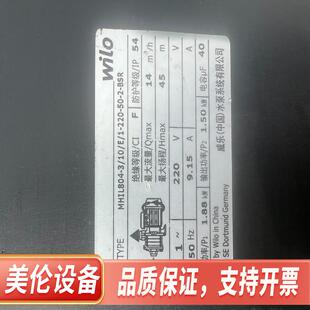 wilo
TYPE MHIL804-3/10/E/1-220-50-2-BSR
绝缘等级/CI F 防护等级/IP 54
最大流量/Qmax 14 m³/h
最大扬程/Hmax 45 m
1 ~ 220 V
50 Hz 9.15 A 电容μF 40
功率/P1: 1.88 kW 输出功率/P2: 1.50 kW
威乐(中国)水泵系统有限公司
by Wilo in China
SE Dortmund Germany
美伦设备
品质保证，支持开票